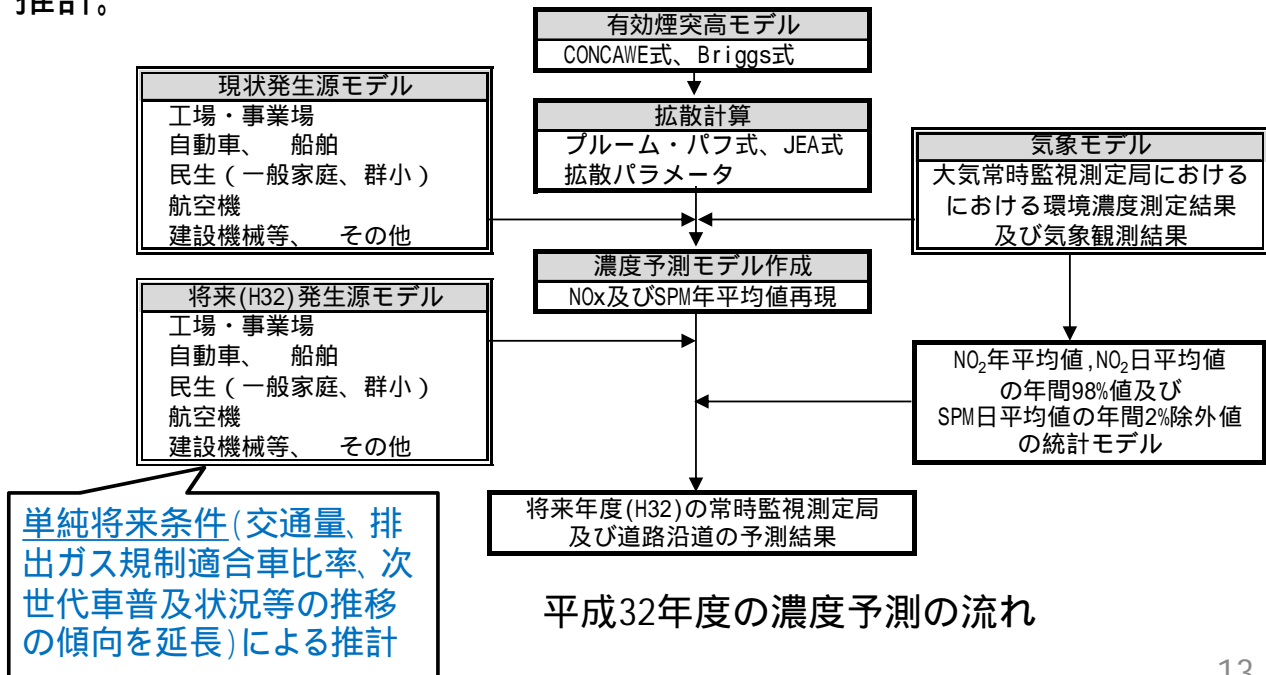 推計。
有効煙突高モデル
CONCAWE式、Briggs式
現状発生源モデル
工場・事業場
自動車、 船舶
民生（一般家庭、群小）
航空機
建設機械等、 その他
拡散計算
プルーム・パフ式、JEA式
拡散パラメータ
気象モデル
大気常時監視測定局における
における環境濃度測定結果
及び気象観測結果
濃度予測モデル作成
NOx及びSPM年平均値再現
将来(H32)発生源モデル
工場・事業場
自動車、 船舶
民生（一般家庭、群小）
航空機
建設機械等、 その他
NO₂年平均値,NO₂日平均値
の年間98%値及び
SPM日平均値の年間2%除外値
の統計モデル
将来年度(H32)の常時監視測定局
及び道路沿道の予測結果
単純将来条件(交通量、排
出ガス規制適合車比率、次
世代車普及状況等の推移
の傾向を延長)による推計
平成32年度の濃度予測の流れ
13